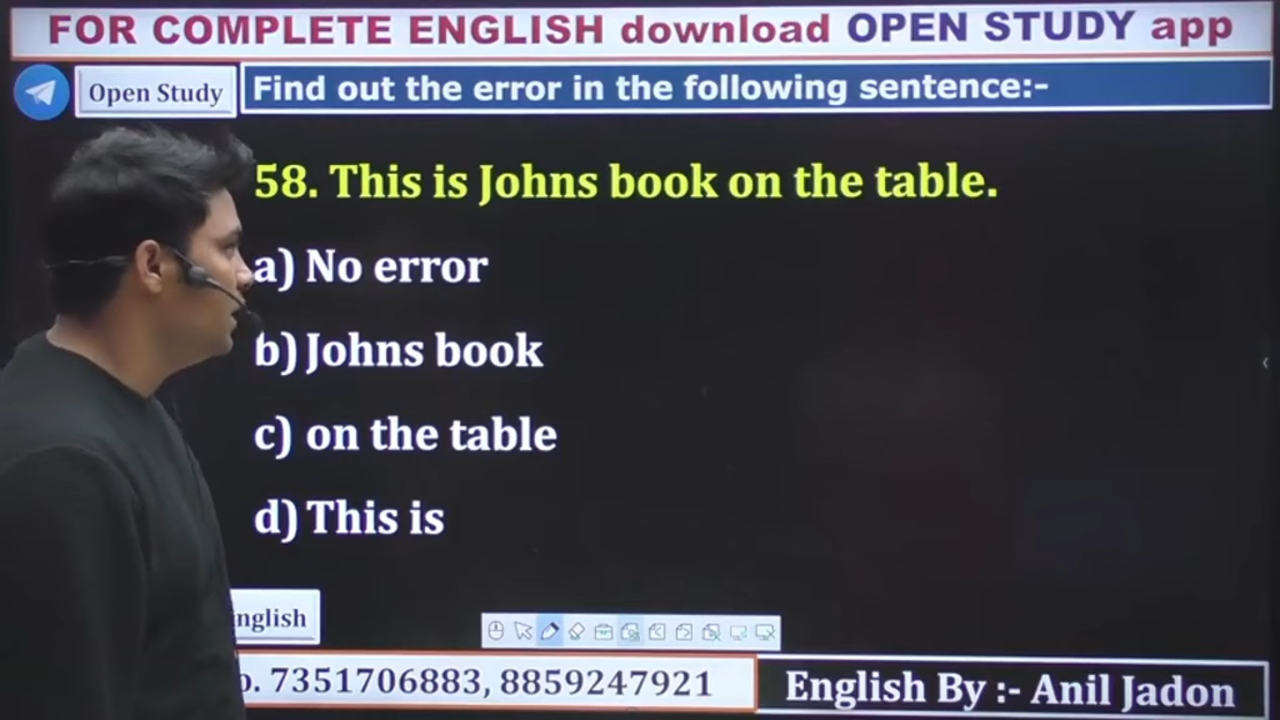 FOR COMPLETE ENGLISH download OPEN STUDY app
Open Study
Find out the error in the following sentence:-
58. This is Johns book on the table.
a) No error
b) Johns book
c) on the table
d) This is
7351706883, 8859247921
English By :- Anil Jadon